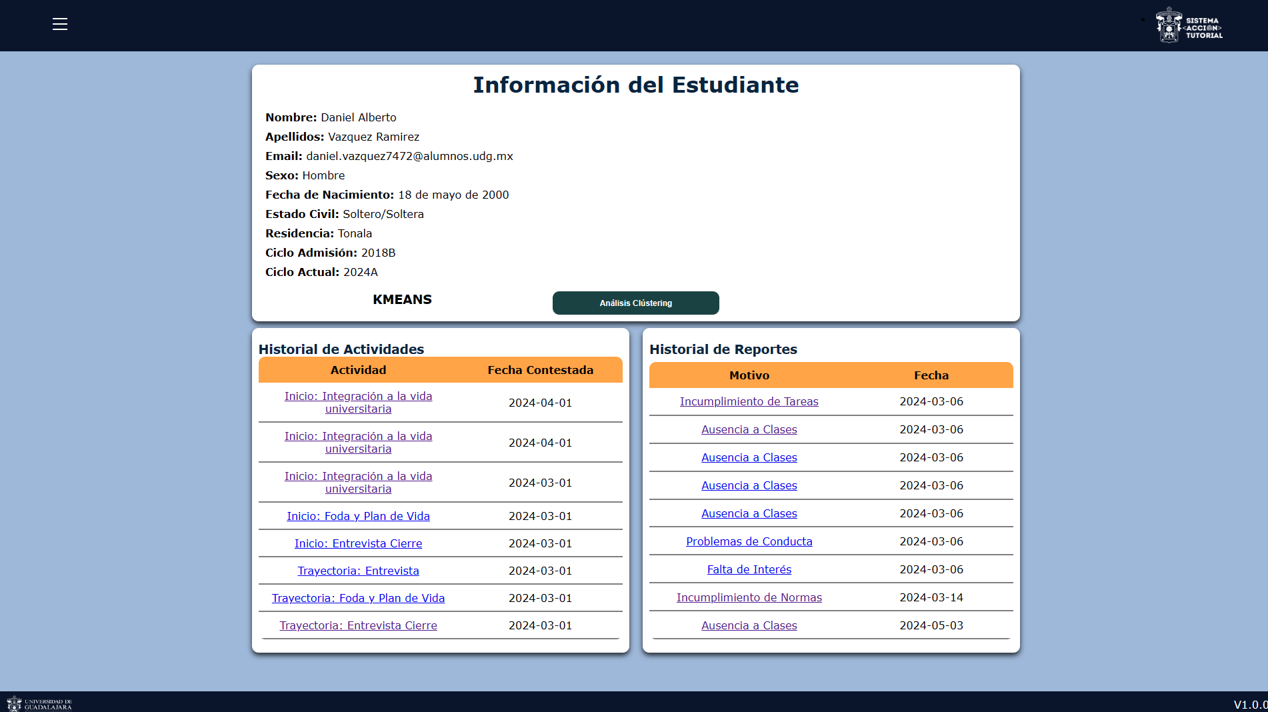 SISTEMA
<ACCIÓN>
TUTORIAL
Información del Estudiante
Nombre: Daniel Alberto
Apellidos: Vazquez Ramirez
Email: daniel.vazquez7472@alumnos.udg.mx
Sexo: Hombre
Fecha de Nacimiento: 18 de mayo de 2000
Estado Civil: Soltero/Soltera
Residencia: Tonala
Ciclo Admisión: 2018B
Ciclo Actual: 2024A
KMEANS
Análisis Clústering
Historial de Actividades
Actividad Fecha Contestada
Inicio: Integración a la vida
universitaria 2024-04-01
Inicio: Integración a la vida
universitaria 2024-04-01
Inicio: Integración a la vida
universitaria 2024-03-01
Inicio: Foda y Plan de Vida 2024-03-01
Inicio: Entrevista Cierre 2024-03-01
Trayectoria: Entrevista 2024-03-01
Trayectoria: Foda y Plan de Vida 2024-03-01
Trayectoria: Entrevista Cierre 2024-03-01
Historial de Reportes
Motivo Fecha
Incumplimiento de Tareas 2024-03-06
Ausencia a Clases 2024-03-06
Ausencia a Clases 2024-03-06
Ausencia a Clases 2024-03-06
Ausencia a Clases 2024-03-06
Problemas de Conducta 2024-03-06
Falta de Interés 2024-03-06
Incumplimiento de Normas 2024-03-14
Ausencia a Clases 2024-05-03
UNIVERSIDAD DE
GUADALAJARA
V1.0.0